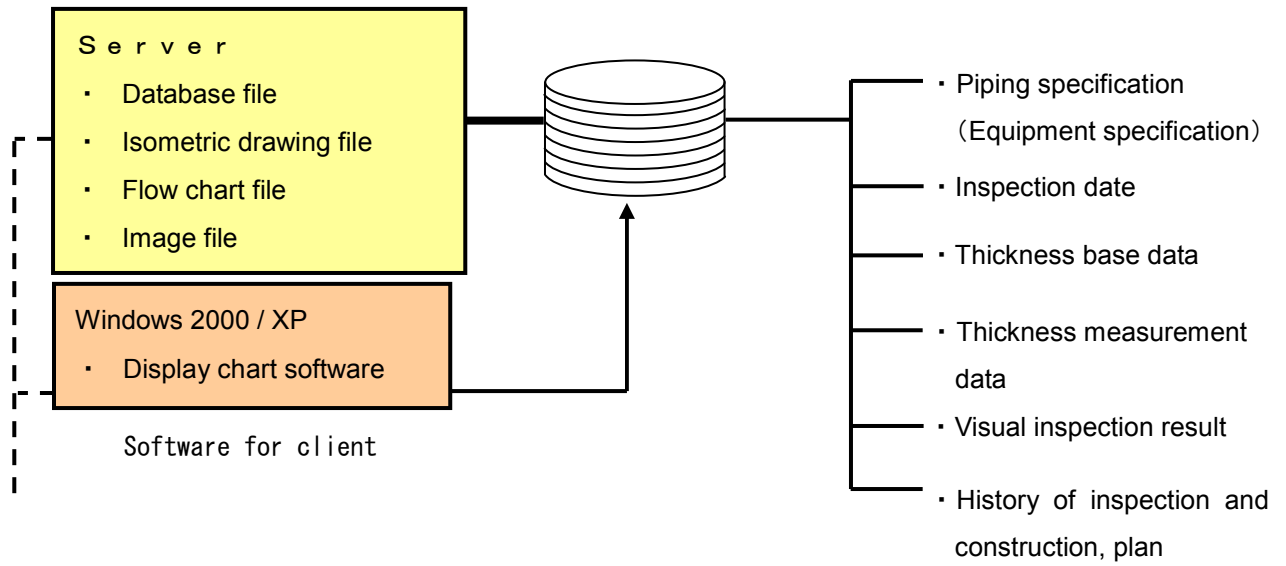 Ｓｅｒｖｅｒ
・ Database file
・ Isometric drawing file
・ Flow chart file
・ Image file
Windows 2000 / XP
・ Display chart software
Software for client
・Piping specification
（Equipment specification）
・Inspection date
・Thickness base data
・Thickness measurement
data
・Visual inspection result
・History of inspection and
construction, plan